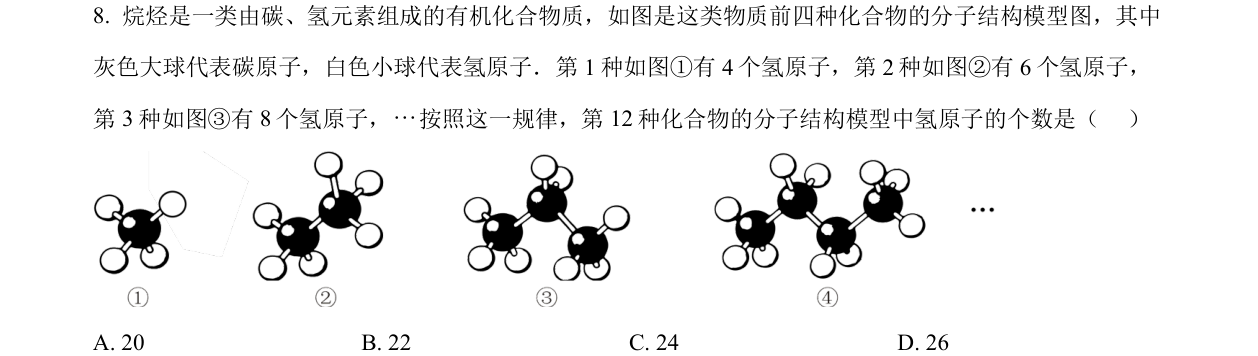 8. 烷烃是一类由碳、氢元素组成的有机化合物质，如图是这类物质前四种化合物的分子结构模型图，其中
灰色大球代表碳原子，白色小球代表氢原子．第 1 种如图①有 4 个氢原子，第 2 种如图②有 6 个氢原子，
第 3 种如图③有 8 个氢原子，⋯按照这一规律，第 12 种化合物的分子结构模型中氢原子的个数是（ ）
...
① ② ③ ④
A. 20 B. 22 C. 24 D. 26